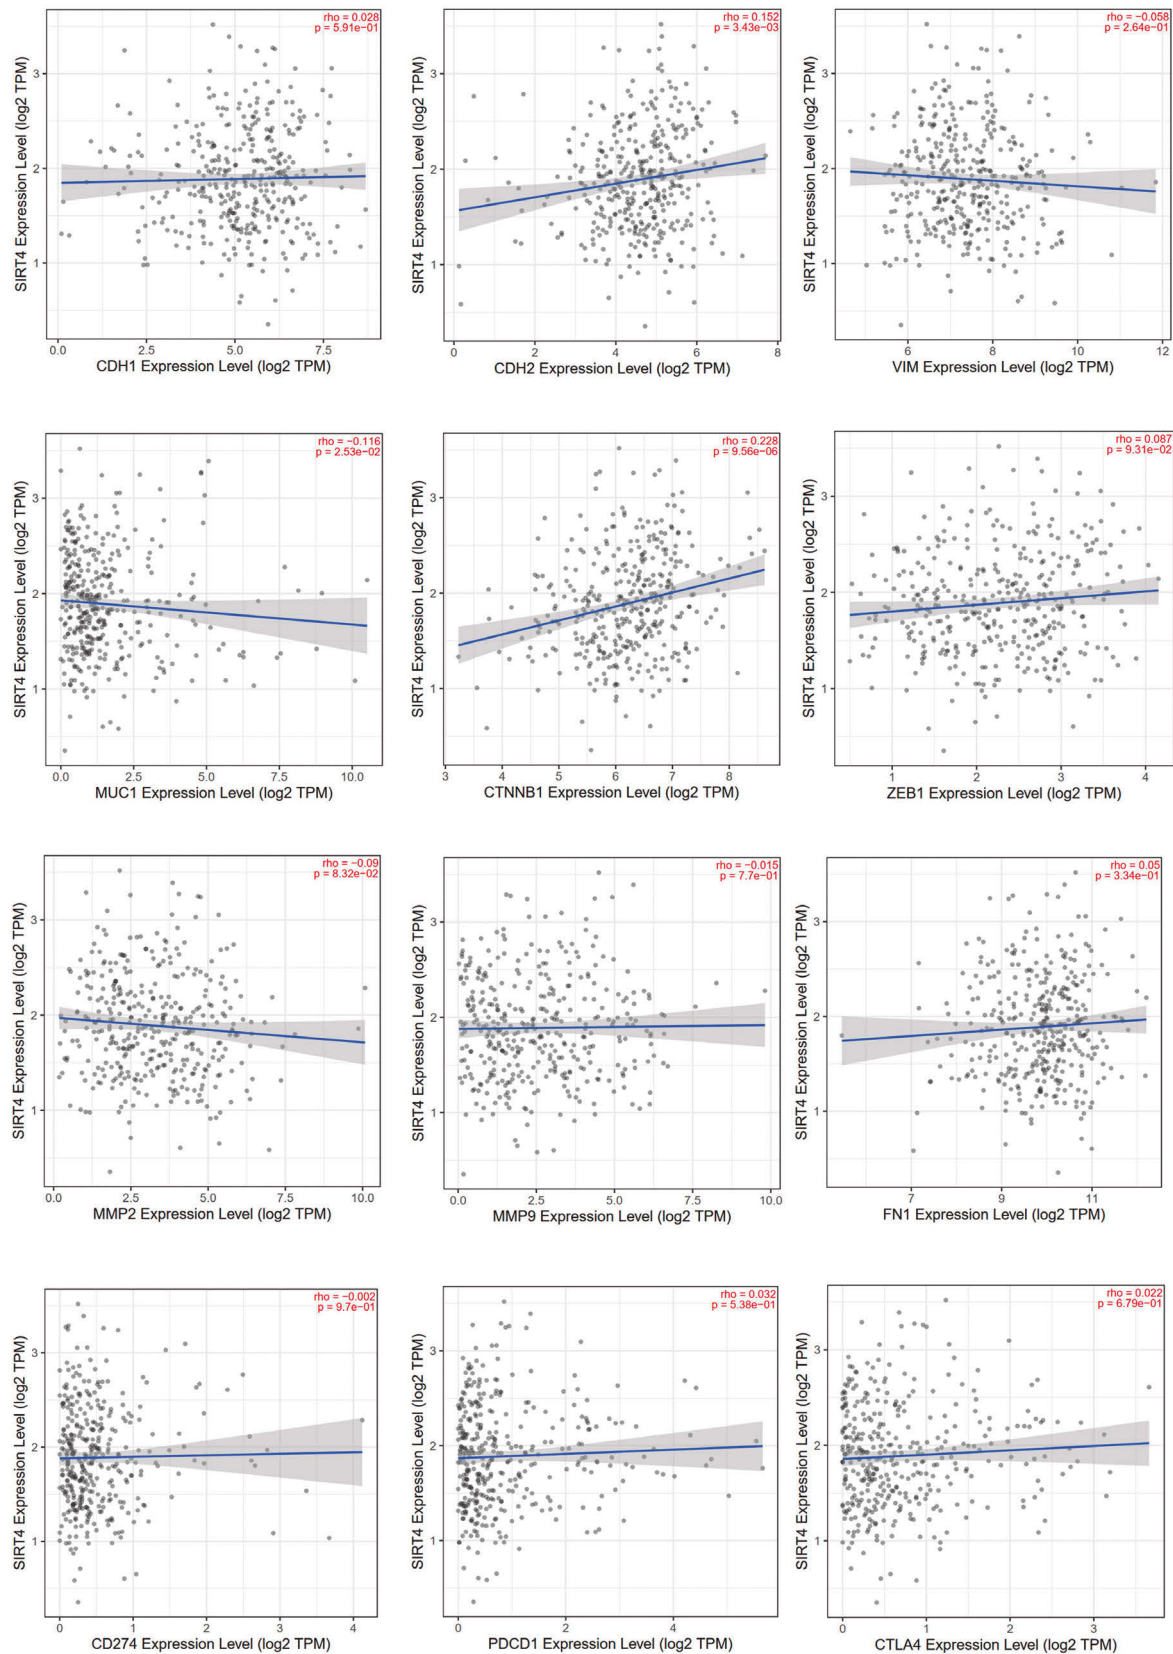 rho = 0.028
p = 5.91e−01
SIRT4 Expression Level (log2 TPM)
3
2
1
0.0 2.5 5.0 7.5
CDH1 Expression Level (log2 TPM)
rho = 0.152
p = 3.43e−03
SIRT4 Expression Level (log2 TPM)
3
2
1
0 2 4 6 8
CDH2 Expression Level (log2 TPM)
rho = −0.058
p = 2.64e−01
SIRT4 Expression Level (log2 TPM)
3
2
1
6 8 10 12
VIM Expression Level (log2 TPM)
rho = −0.116
p = 2.53e−02
SIRT4 Expression Level (log2 TPM)
3
2
1
0.0 2.5 5.0 7.5 10.0
MUC1 Expression Level (log2 TPM)
rho = 0.228
p = 9.56e−06
SIRT4 Expression Level (log2 TPM)
3
2
1
3 4 5 6 7 8
CTNNB1 Expression Level (log2 TPM)
rho = 0.087
p = 9.31e−02
SIRT4 Expression Level (log2 TPM)
3
2
1
1 2 3 4
ZEB1 Expression Level (log2 TPM)
rho = −0.09
p = 8.32e−02
SIRT4 Expression Level (log2 TPM)
3
2
1
0.0 2.5 5.0 7.5 10.0
MMP2 Expression Level (log2 TPM)
rho = −0.015
p = 7.7e−01
SIRT4 Expression Level (log2 TPM)
3
2
1
0.0 2.5 5.0 7.5 10.0
MMP9 Expression Level (log2 TPM)
rho = 0.05
p = 3.34e−01
SIRT4 Expression Level (log2 TPM)
3
2
1
7 9 11
FN1 Expression Level (log2 TPM)
rho = −0.002
p = 9.7e−01
SIRT4 Expression Level (log2 TPM)
3
2
1
0 1 2 3 4
CD274 Expression Level (log2 TPM)
rho = 0.032
p = 5.38e−01
SIRT4 Expression Level (log2 TPM)
3
2
1
0 2 4
PDCD1 Expression Level (log2 TPM)
rho = 0.022
p = 6.79e−01
SIRT4 Expression Level (log2 TPM)
3
2
1
0 1 2 3
CTLA4 Expression Level (log2 TPM)